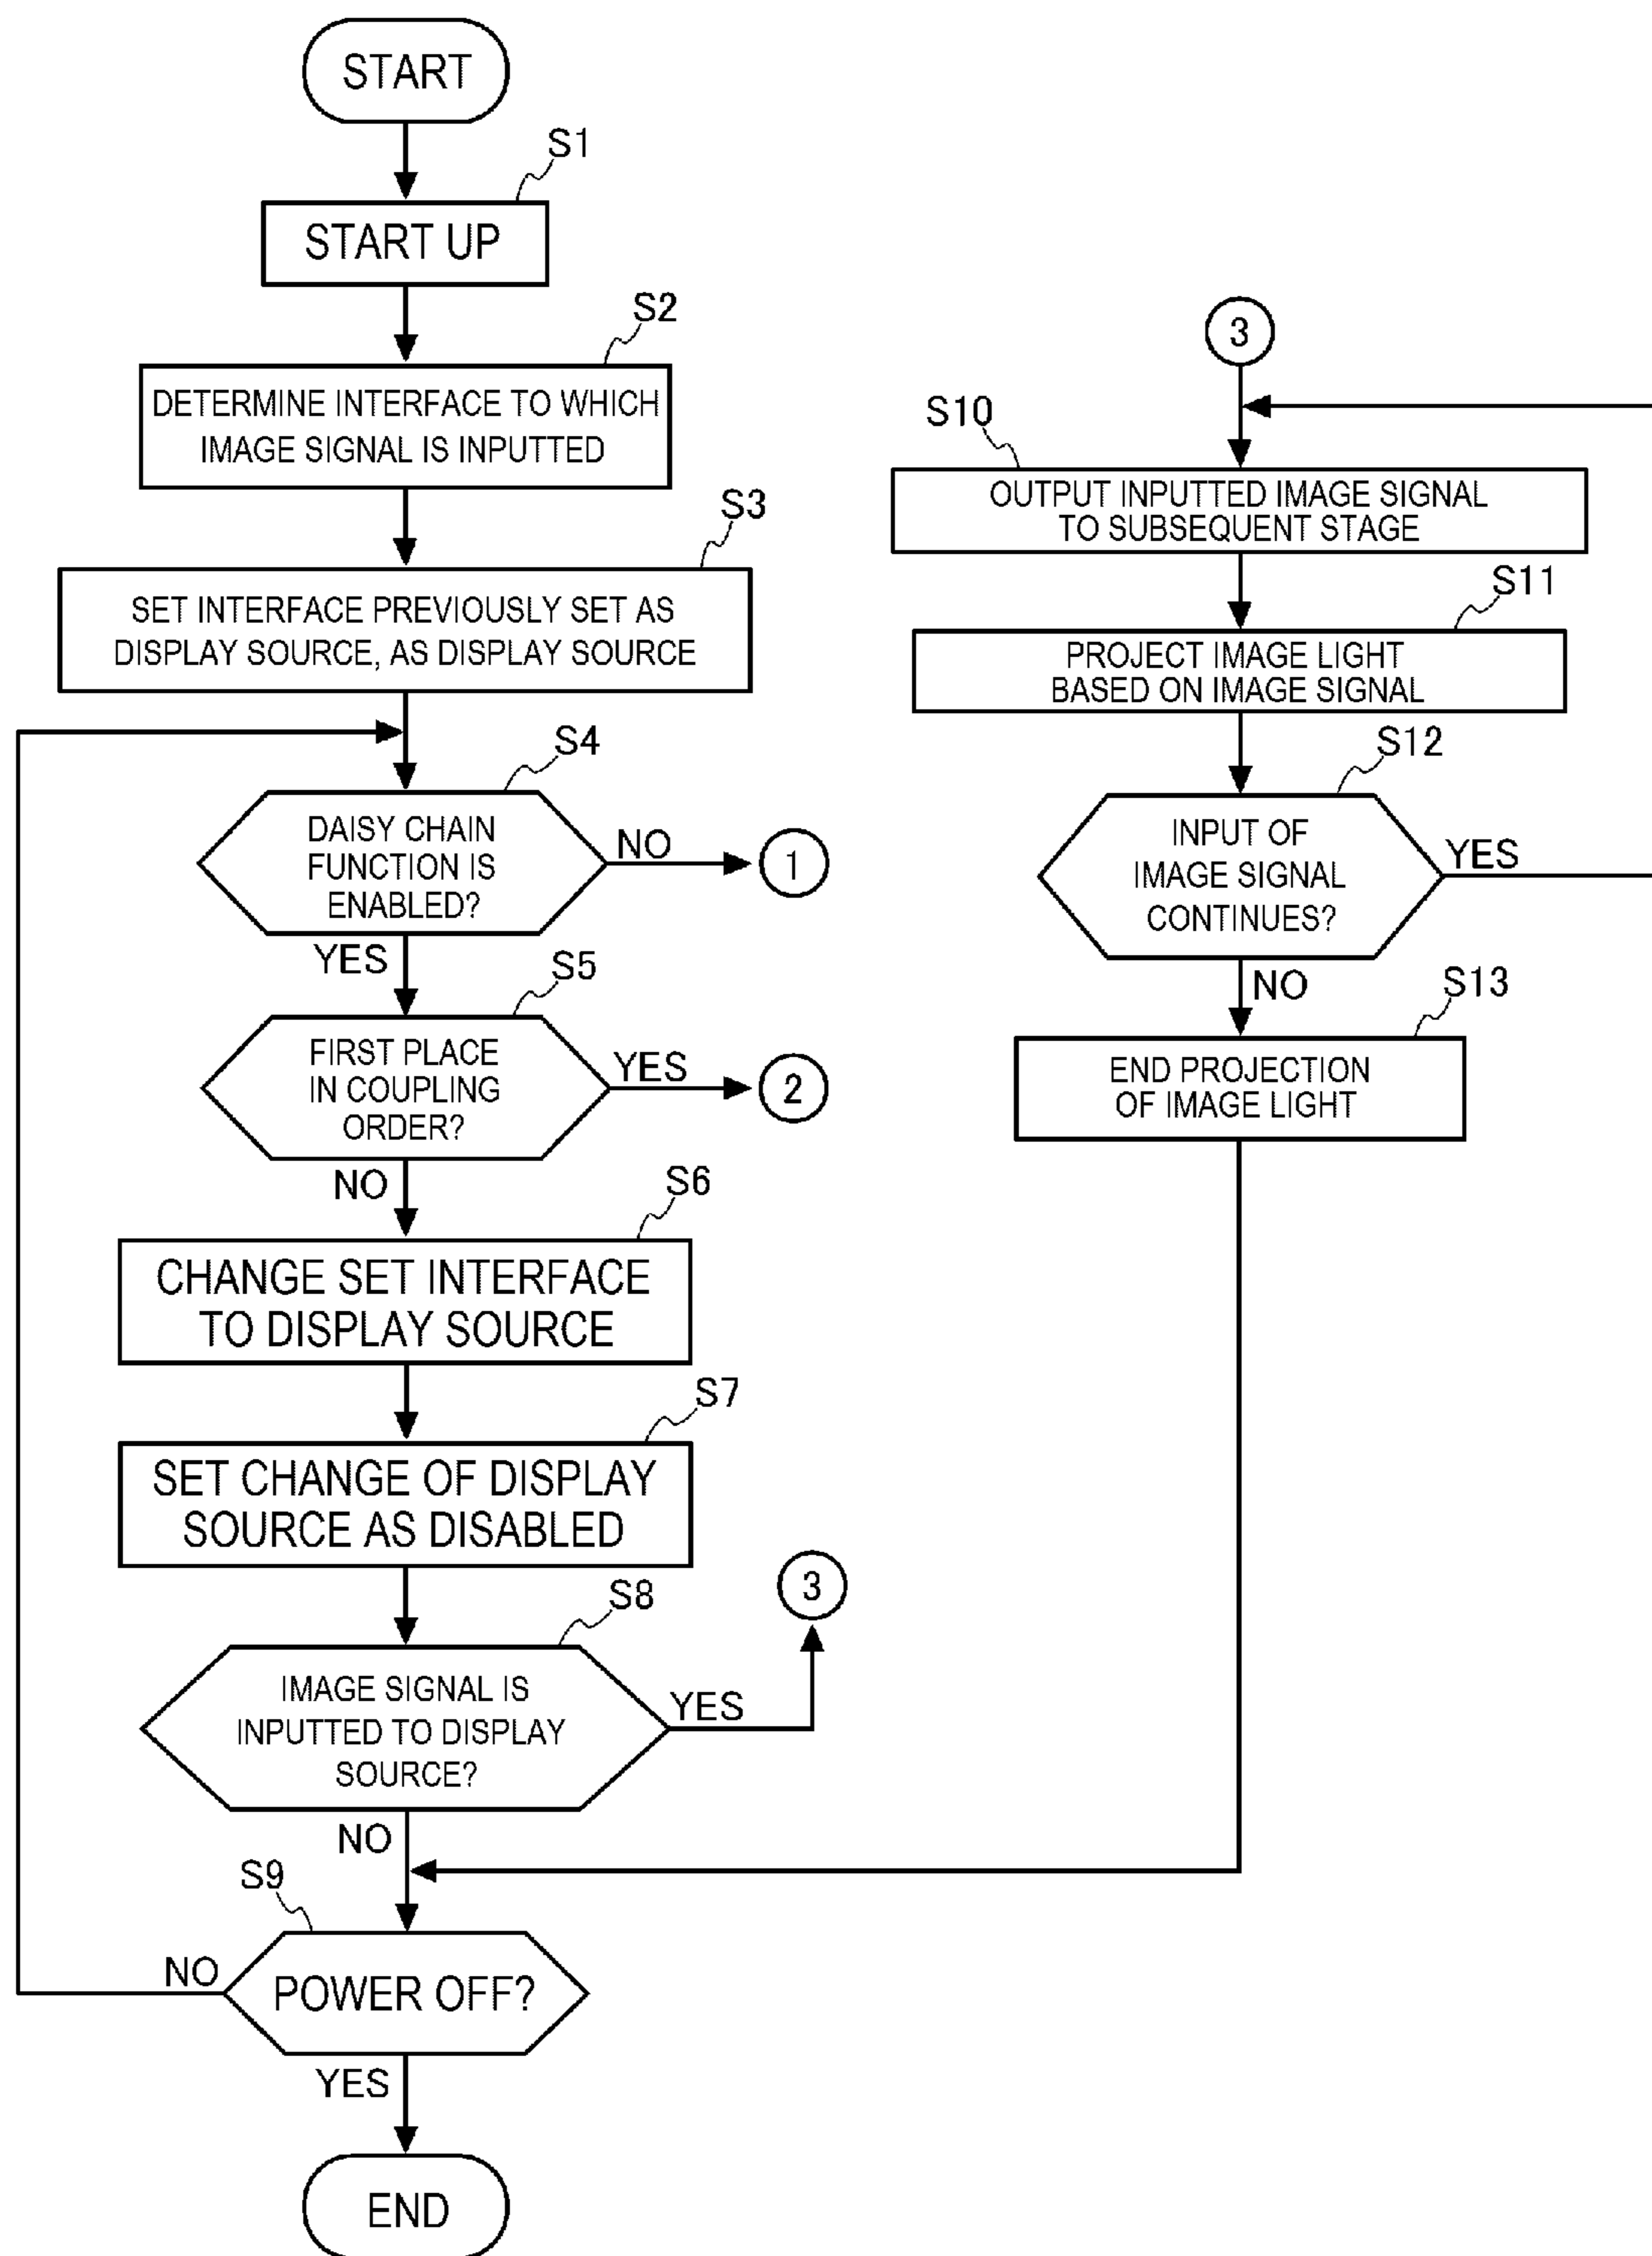 START
S1
START UP
S2
DETERMINE INTERFACE TO WHICH
IMAGE SIGNAL IS INPUTTED
S3
SET INTERFACE PREVIOUSLY SET AS
DISPLAY SOURCE, AS DISPLAY SOURCE
S4
DAISY CHAIN
FUNCTION IS
ENABLED?
NO
1
YES
S5
FIRST PLACE
IN COUPLING
ORDER?
YES
2
NO
S6
CHANGE SET INTERFACE
TO DISPLAY SOURCE
S7
SET CHANGE OF DISPLAY
SOURCE AS DISABLED
S8
IMAGE SIGNAL IS
INPUTTED TO DISPLAY
SOURCE?
YES
3
NO
S9
POWER OFF?
NO
YES
END
3
S10
OUTPUT INPUTTED IMAGE SIGNAL
TO SUBSEQUENT STAGE
S11
PROJECT IMAGE LIGHT
BASED ON IMAGE SIGNAL
S12
INPUT OF
IMAGE SIGNAL
CONTINUES?
YES
NO
S13
END PROJECTION
OF IMAGE LIGHT